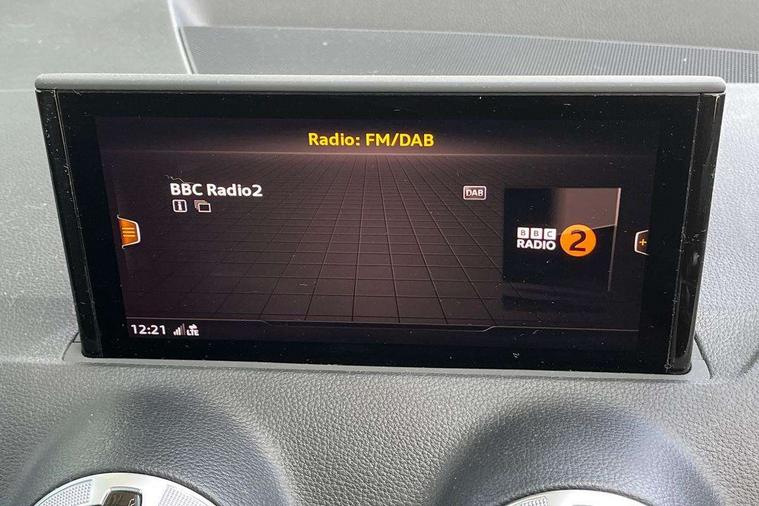 Radio: FM/DAB
BBC Radio2
DAB
BBC
RADIO 2
12:21
LTE